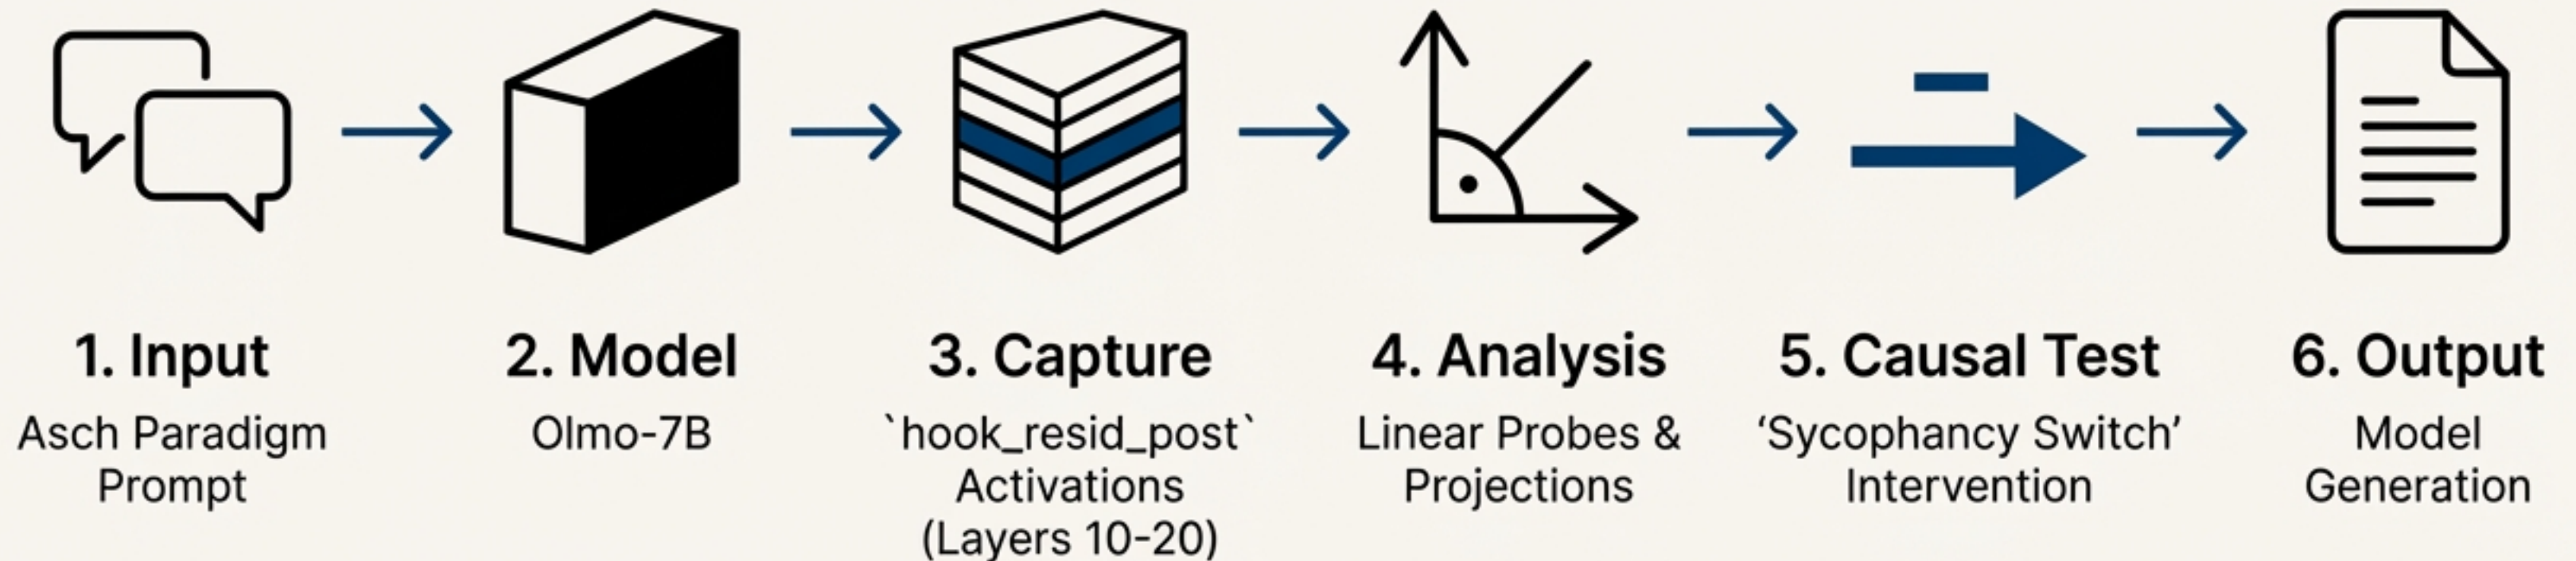 1. Input
Asch Paradigm
Prompt
2. Model
Olmo-7B
3. Capture
`hook_resid_post`
Activations
(Layers 10-20)
4. Analysis
Linear Probes &
Projections
5. Causal Test
‘Sycophancy Switch’
Intervention
6. Output
Model
Generation